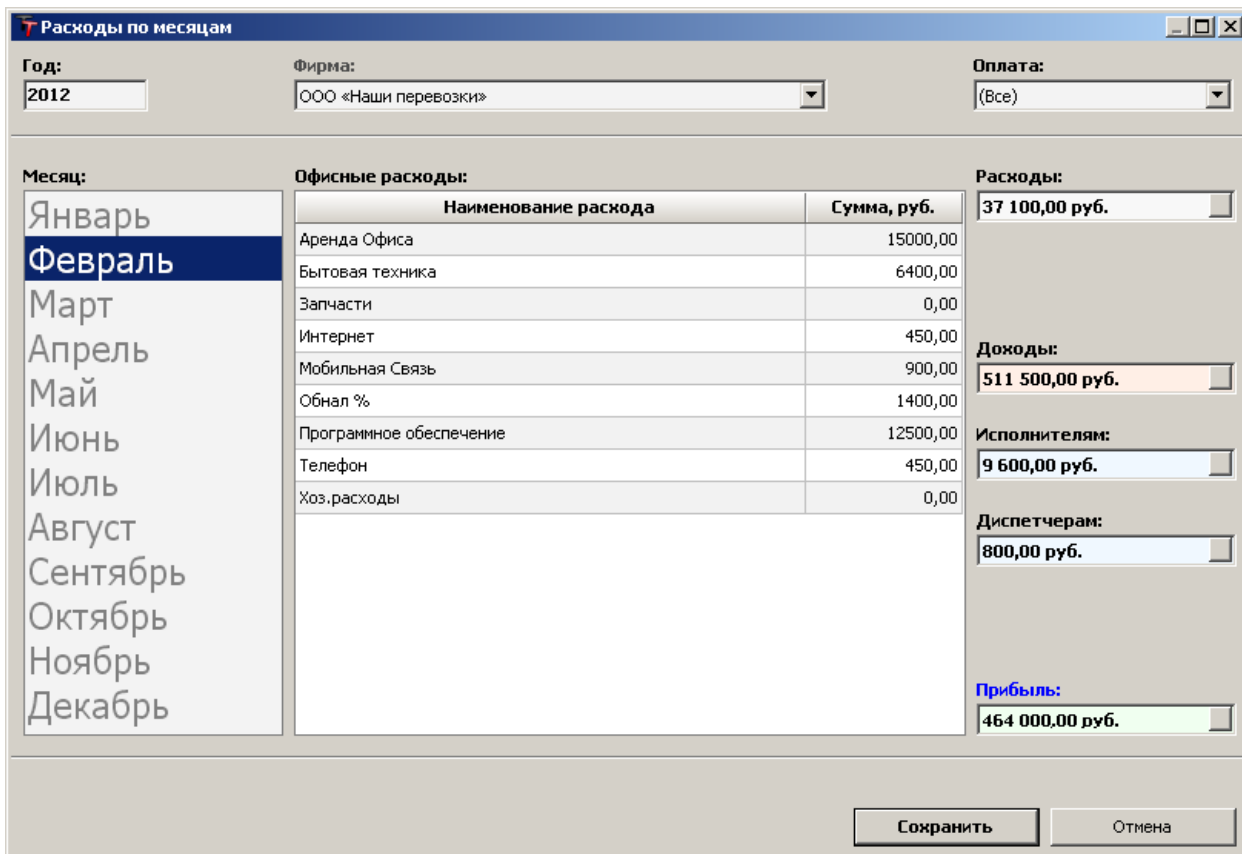 Расходы по месяцам
Год: Фирма: Оплата:
2012 ООО «Наши перевозки» (Все)
Месяц: Офисные расходы: Расходы:
Наименование расхода Сумма, руб. 37 100,00 руб.
Январь
Аренда Офиса 15000,00
Февраль
Бытовая техника 6400,00
Март
Запчасти 0,00
Апрель
Интернет 450,00
Доходы:
Май
Мобильная Связь 900,00
511 500,00 руб.
Обнал % 1400,00
Июнь
Программное обеспечение 12500,00
Исполнителям:
Июль
Телефон 450,00
9 600,00 руб.
Хоз.расходы 0,00
Август
Диспетчерам:
800,00 руб.
Сентябрь
Октябрь
Ноябрь
Прибыль:
Декабрь
464 000,00 руб.
Сохранить Отмена